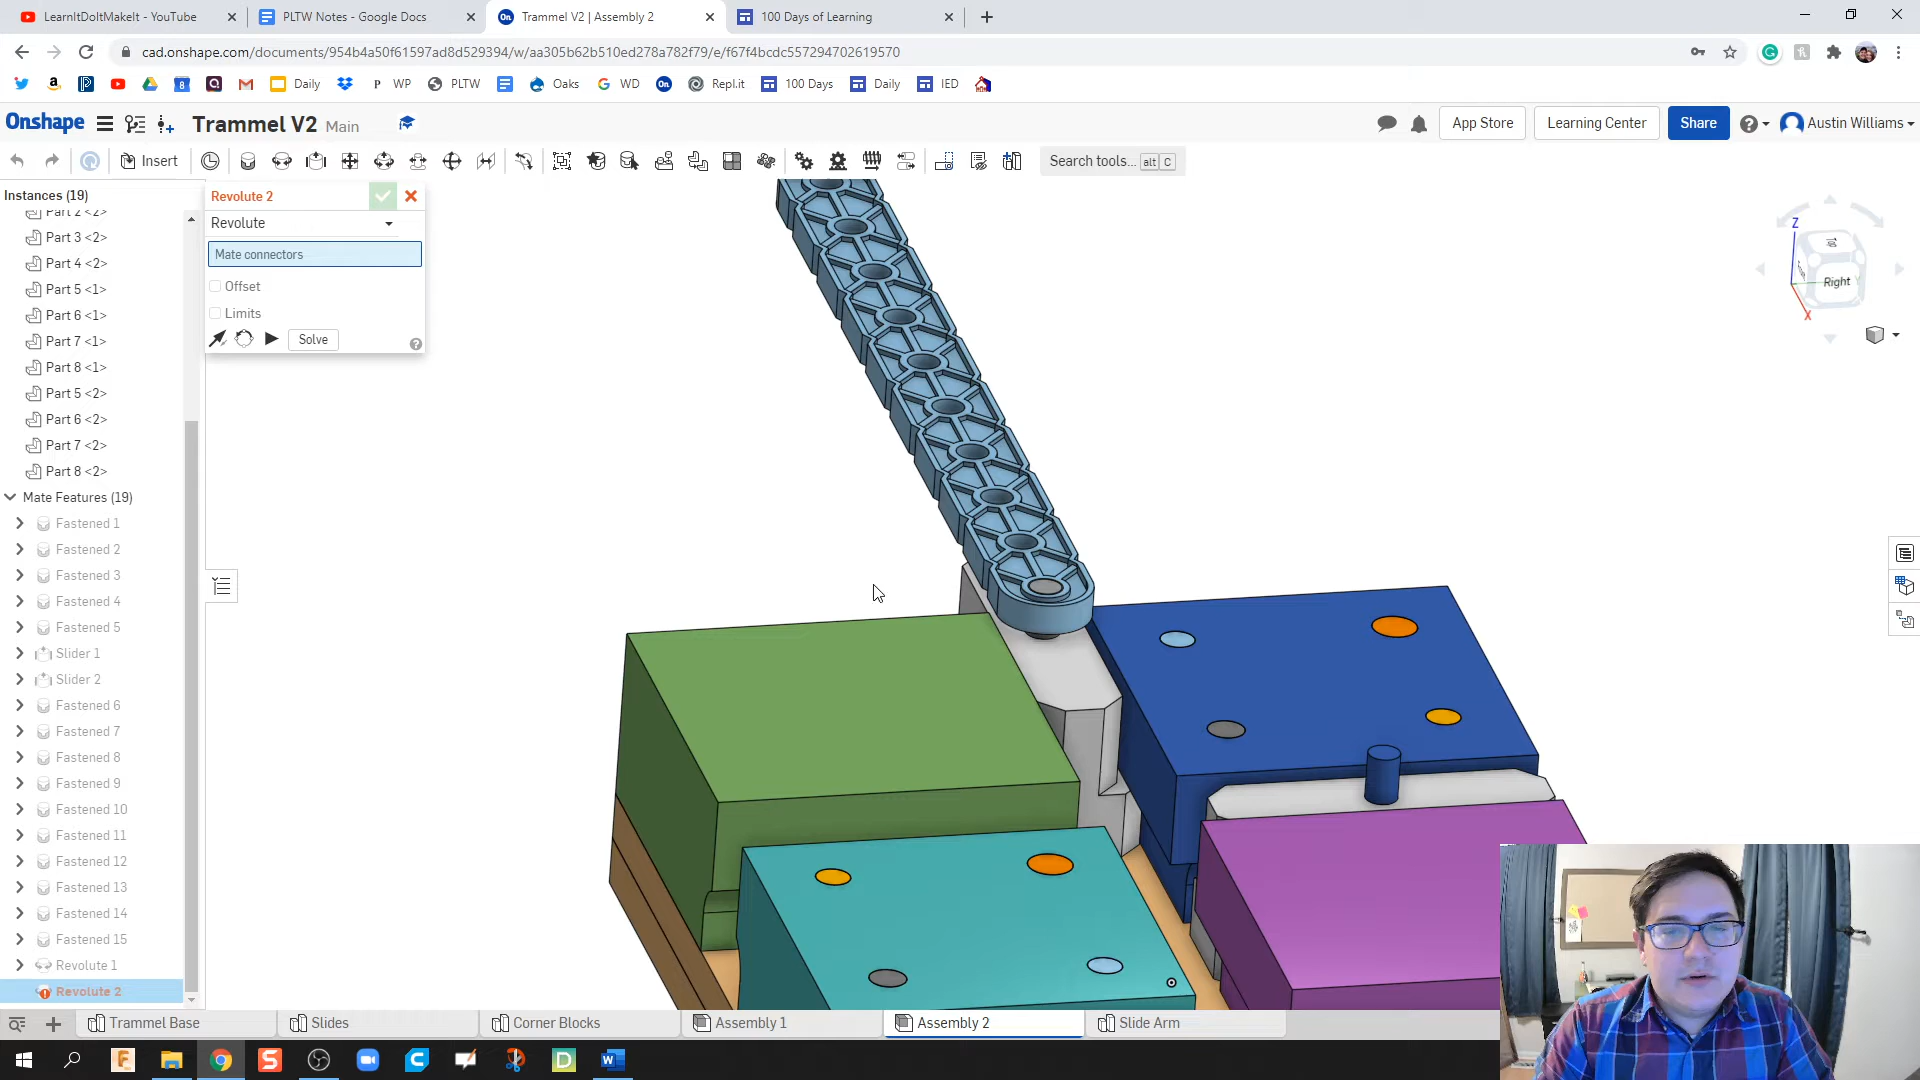 LearnItDoItMakeIt - YouTube
PLTW Notes - Google Docs
Trammel V2 | Assembly 2
100 Days of Learning
cad.onshape.com/documents/954b4a50f61597ad8d529394/w/aa305b62b510ed278a782f79/e/f67f4bcdc557294702619570
Daily
WP
PLTW
Oaks
WD
Repl.it
100 Days
Daily
IED
Onshape
Trammel V2 Main
App Store
Learning Center
Share
Austin Williams
Insert
Search tools... alt C
Instances (19)
Part 2 <2>
Part 3 <2>
Part 4 <2>
Part 5 <1>
Part 6 <1>
Part 7 <1>
Part 8 <1>
Part 5 <2>
Part 6 <2>
Part 7 <2>
Part 8 <2>
Mate Features (19)
Fastened 1
Fastened 2
Fastened 3
Fastened 4
Fastened 5
Slider 1
Slider 2
Fastened 6
Fastened 7
Fastened 8
Fastened 9
Fastened 10
Fastened 11
Fastened 12
Fastened 13
Fastened 14
Fastened 15
Revolute 1
Revolute 2
Revolute 2
Revolute
Mate connectors
Offset
Limits
Solve
Z
Right
X
Trammel Base
Slides
Corner Blocks
Assembly 1
Assembly 2
Slide Arm